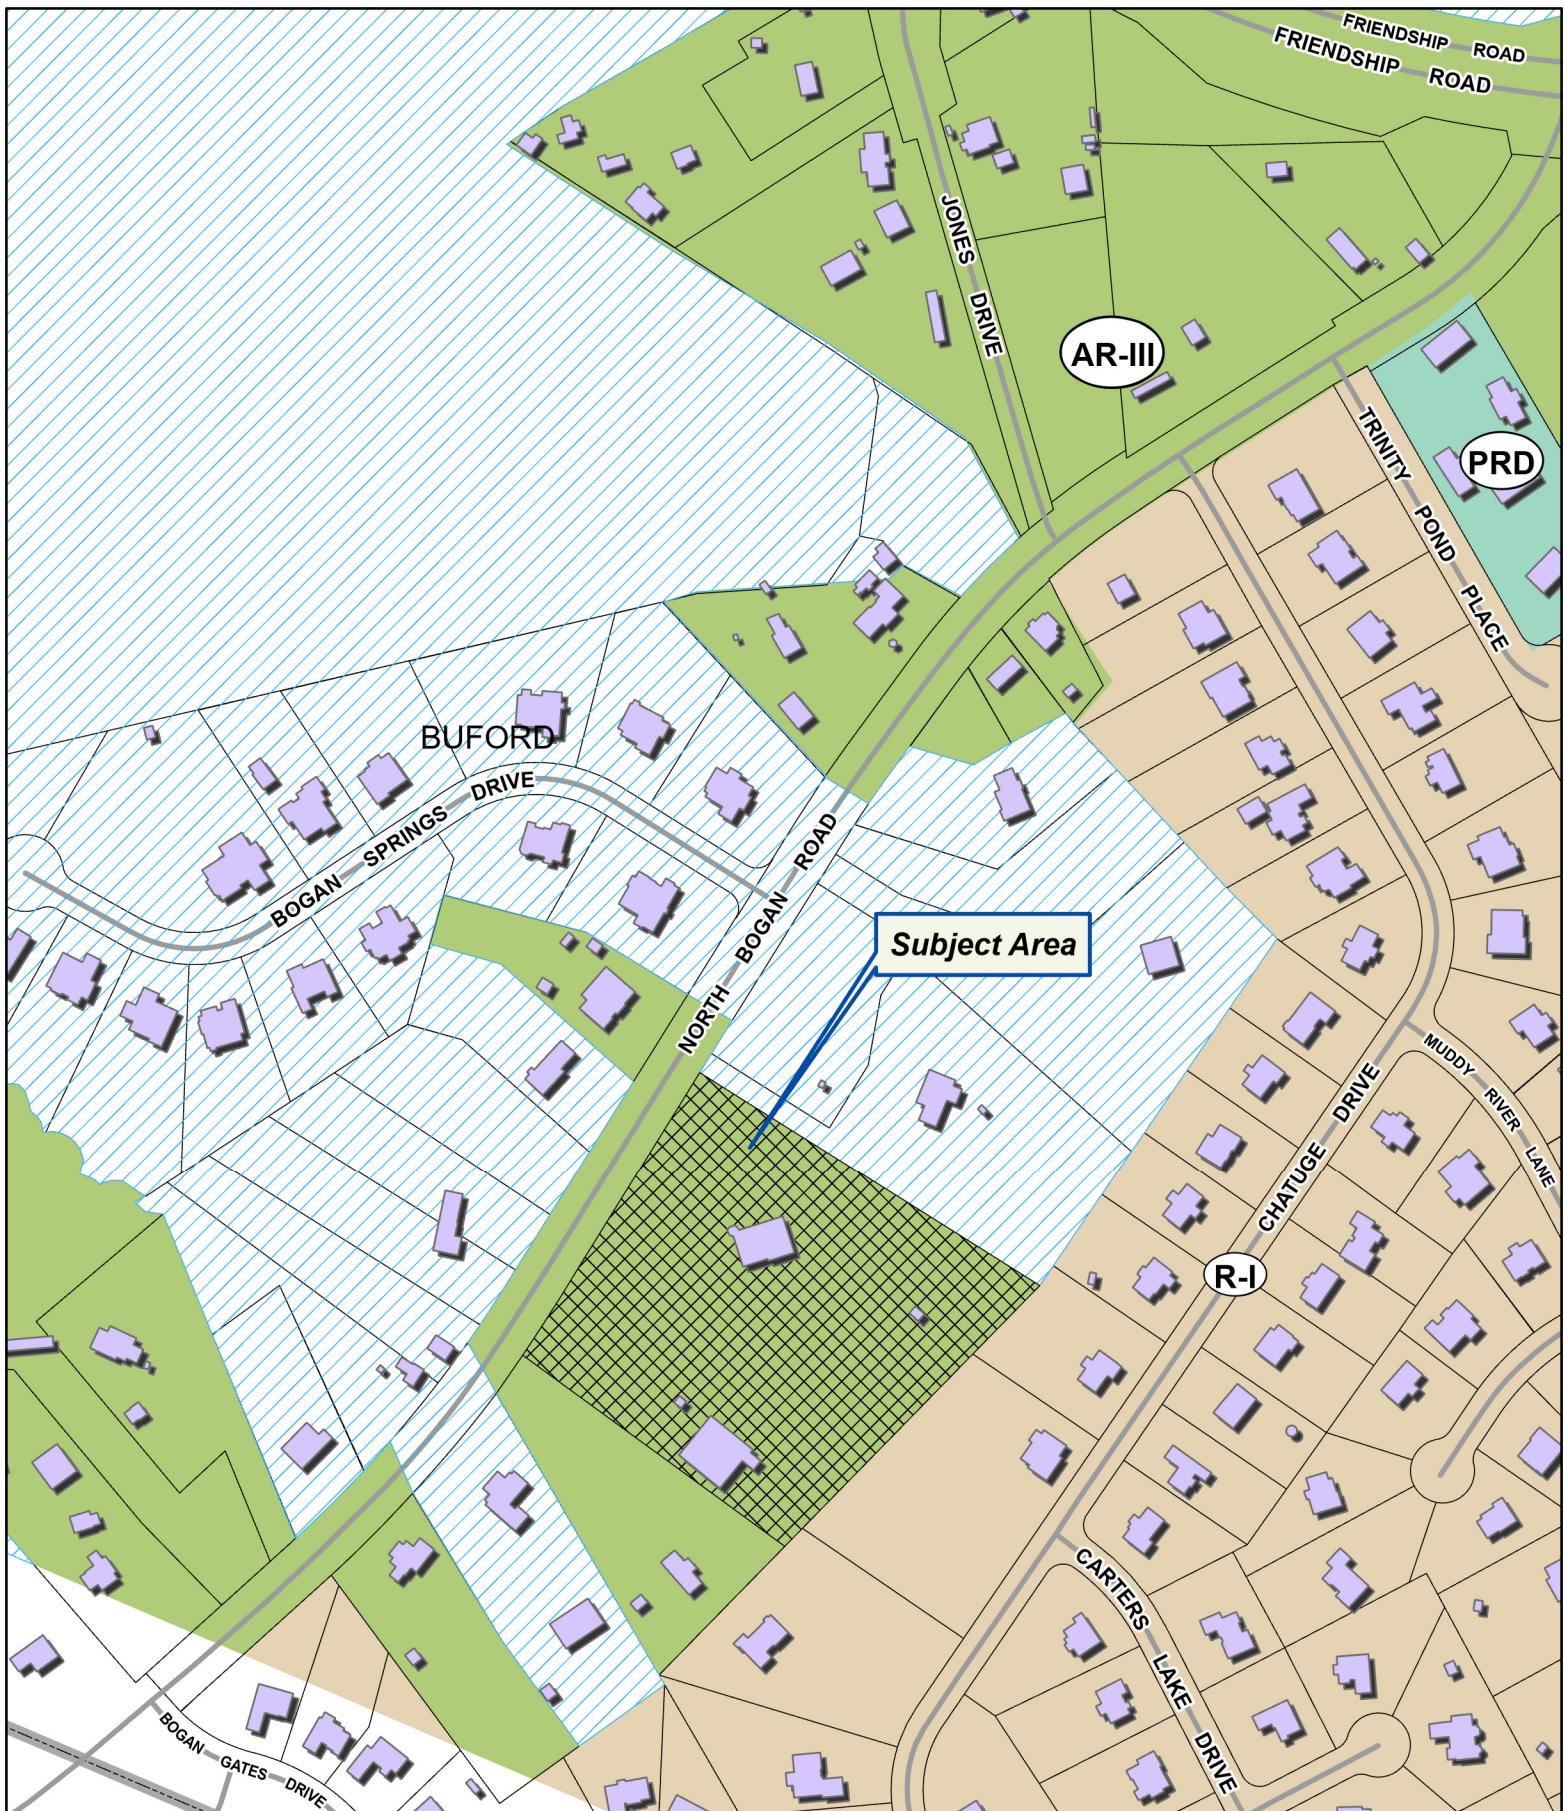 FRIENDSHIP ROAD
FRIENDSHIP ROAD
JONES DRIVE
AR-III
TRINITY POND PLACE
PRD
BUFORD
BOGAN SPRINGS DRIVE
NORTH BOGAN ROAD
Subject Area
MUDDY RIVER LANE
CHATUGE DRIVE
R-I
CARTERS LAKE DRIVE
BOGAN GATES DRIVE